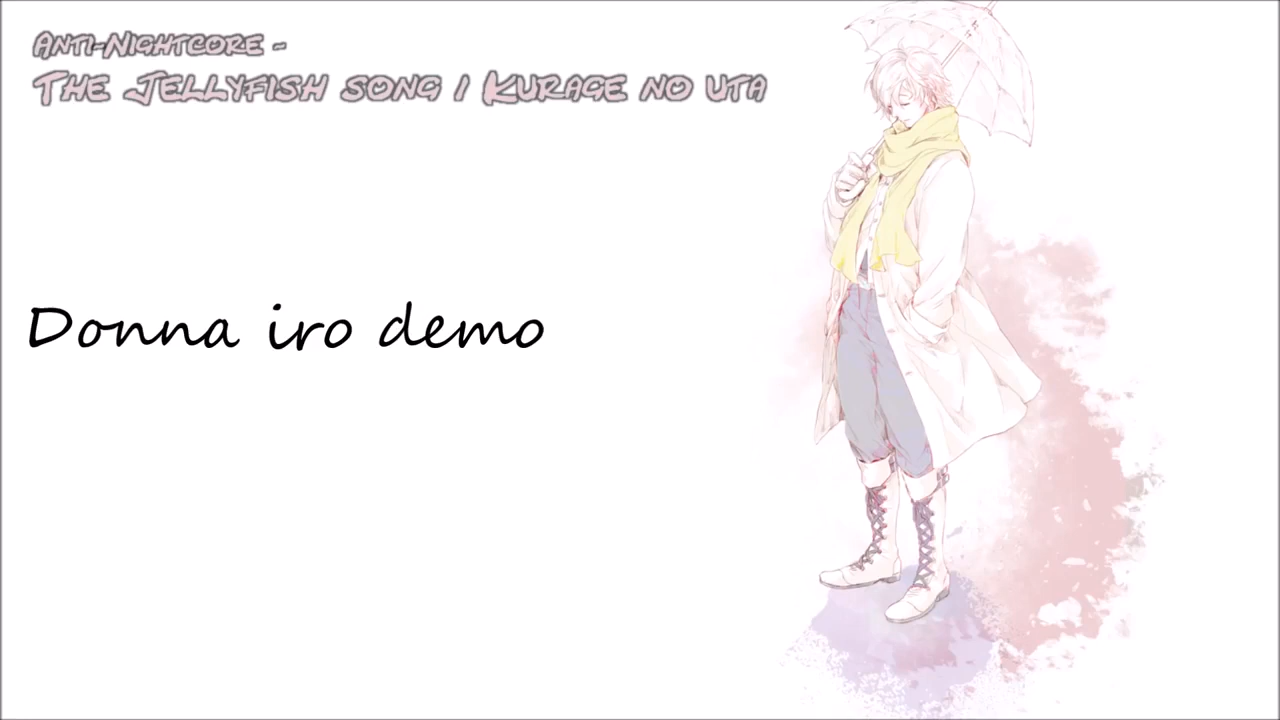 Anti-Nightcore ~
The Jellyfish song / Kurage no uta
Donna iro demo